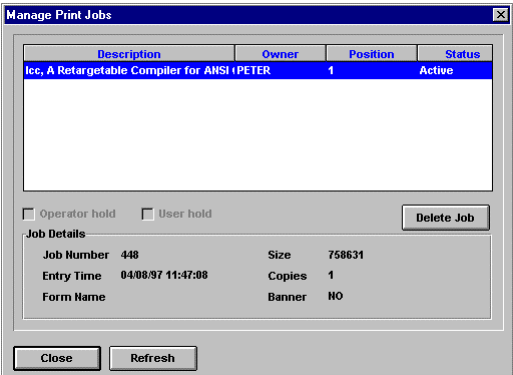 Manage Print Jobs
Description Owner Position Status
lcc, A Retargetable Compiler for ANSI PETER 1 Active
Operator hold User hold Delete Job
Job Details
Job Number 448 Size 758631
Entry Time 04/08/97 11:47:08 Copies 1
Form Name Banner NO
Close Refresh